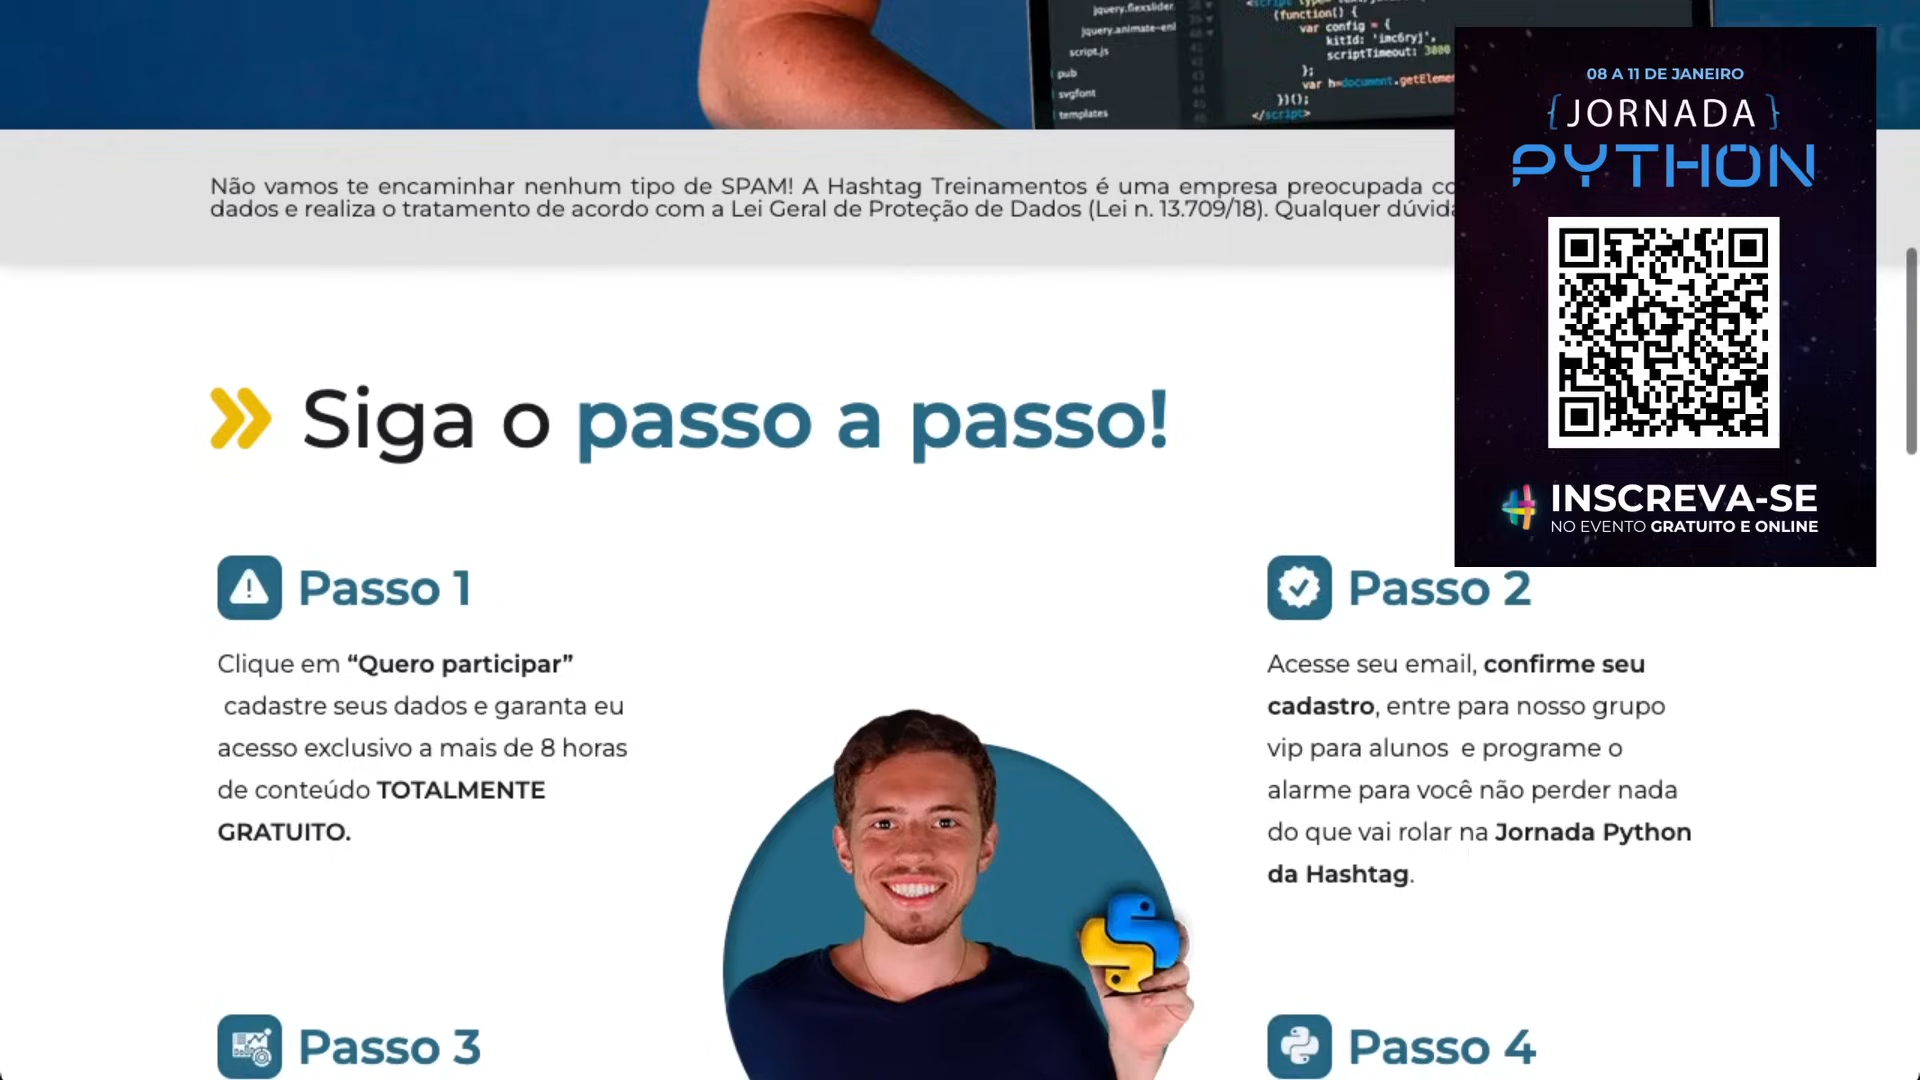 jquery.flexslider.
jquery.animate-enl
script.js
pub
svgfont
templates
(function() {
var config = {
kitId: 'imc6ryj',
scriptTimeout: 3000
};
var h=document.getElemen
})();
</script>
08 A 11 DE JANEIRO
{JORNADA}
PYTHON
INSCREVA-SE
NO EVENTO GRATUITO E ONLINE
Não vamos te encaminhar nenhum tipo de SPAM! A Hashtag Treinamentos é uma empresa preocupada co
dados e realiza o tratamento de acordo com a Lei Geral de Proteção de Dados (Lei n. 13.709/18). Qualquer dúvida
Siga o passo a passo!
Passo 1
Clique em “Quero participar”
cadastre seus dados e garanta eu
acesso exclusivo a mais de 8 horas
de conteúdo TOTALMENTE
GRATUITO.
Passo 2
Acesse seu email, confirme seu
cadastro, entre para nosso grupo
vip para alunos e programe o
alarme para você não perder nada
do que vai rolar na Jornada Python
da Hashtag.
Passo 3
Passo 4